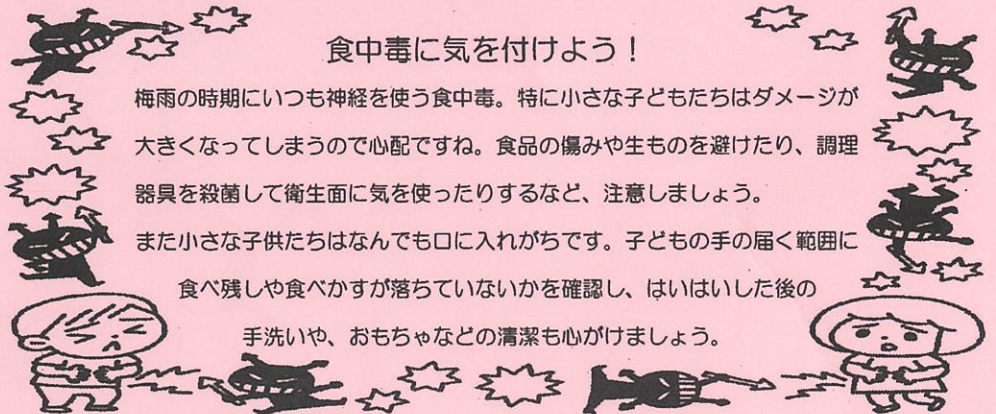 食中毒に気を付けよう！
梅雨の時期にいつも神経を使う食中毒。特に小さな子どもたちはダメージが
大きくなってしまうので心配ですね。食品の傷みや生ものを避けたり、調理
器具を殺菌して衛生面に気を使ったりするなど、注意しましょう。
また小さな子供たちはなんでも口に入れがちです。子どもの手の届く範囲に
食べ残しや食べかすが落ちていないかを確認し、はいはいした後の
手洗いや、おもちゃなどの清潔も心がけましょう。